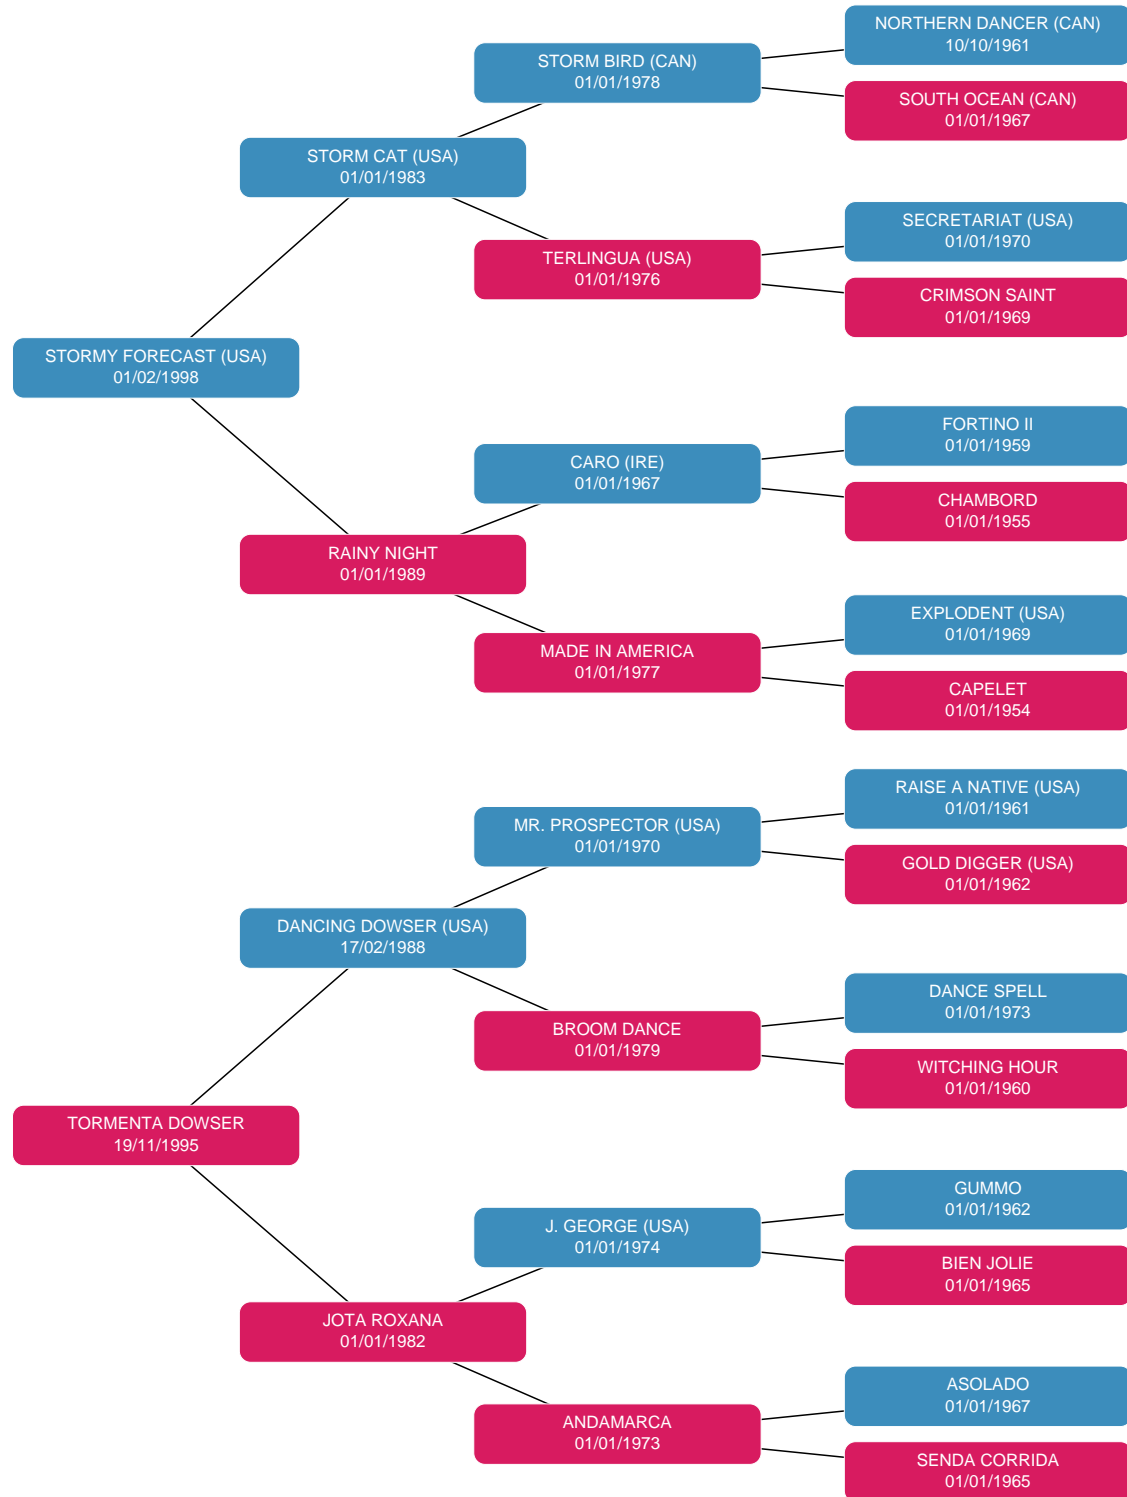 NORTHERN DANCER (CAN)
10/10/1961
STORM BIRD (CAN)
01/01/1978
SOUTH OCEAN (CAN)
01/01/1967
STORM CAT (USA)
01/01/1983
SECRETARIAT (USA)
01/01/1970
TERLINGUA (USA)
01/01/1976
CRIMSON SAINT
01/01/1969
STORMY FORECAST (USA)
01/02/1998
FORTINO II
01/01/1959
CARO (IRE)
01/01/1967
CHAMBORD
01/01/1955
RAINY NIGHT
01/01/1989
EXPLODENT (USA)
01/01/1969
MADE IN AMERICA
01/01/1977
CAPELET
01/01/1954
RAISE A NATIVE (USA)
01/01/1961
MR. PROSPECTOR (USA)
01/01/1970
GOLD DIGGER (USA)
01/01/1962
DANCING DOWSER (USA)
17/02/1988
DANCE SPELL
01/01/1973
BROOM DANCE
01/01/1979
WITCHING HOUR
01/01/1960
TORMENTA DOWSER
19/11/1995
GUMMO
01/01/1962
J. GEORGE (USA)
01/01/1974
BIEN JOLIE
01/01/1965
JOTA ROXANA
01/01/1982
ASOLADO
01/01/1967
ANDAMARCA
01/01/1973
SENDA CORRIDA
01/01/1965